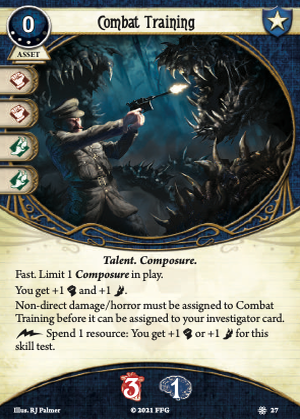 Combat Training
0
ASSET
Talent. Composure.
Fast. Limit 1 Composure in play.
You get +1 and +1 .
Non-direct damage/horror must be assigned to Combat
Training before it can be assigned to your investigator card.
Spend 1 resource: You get +1 or +1 for this
skill test.
3
1
Illus. RJ Palmer
© 2021 FFG
27